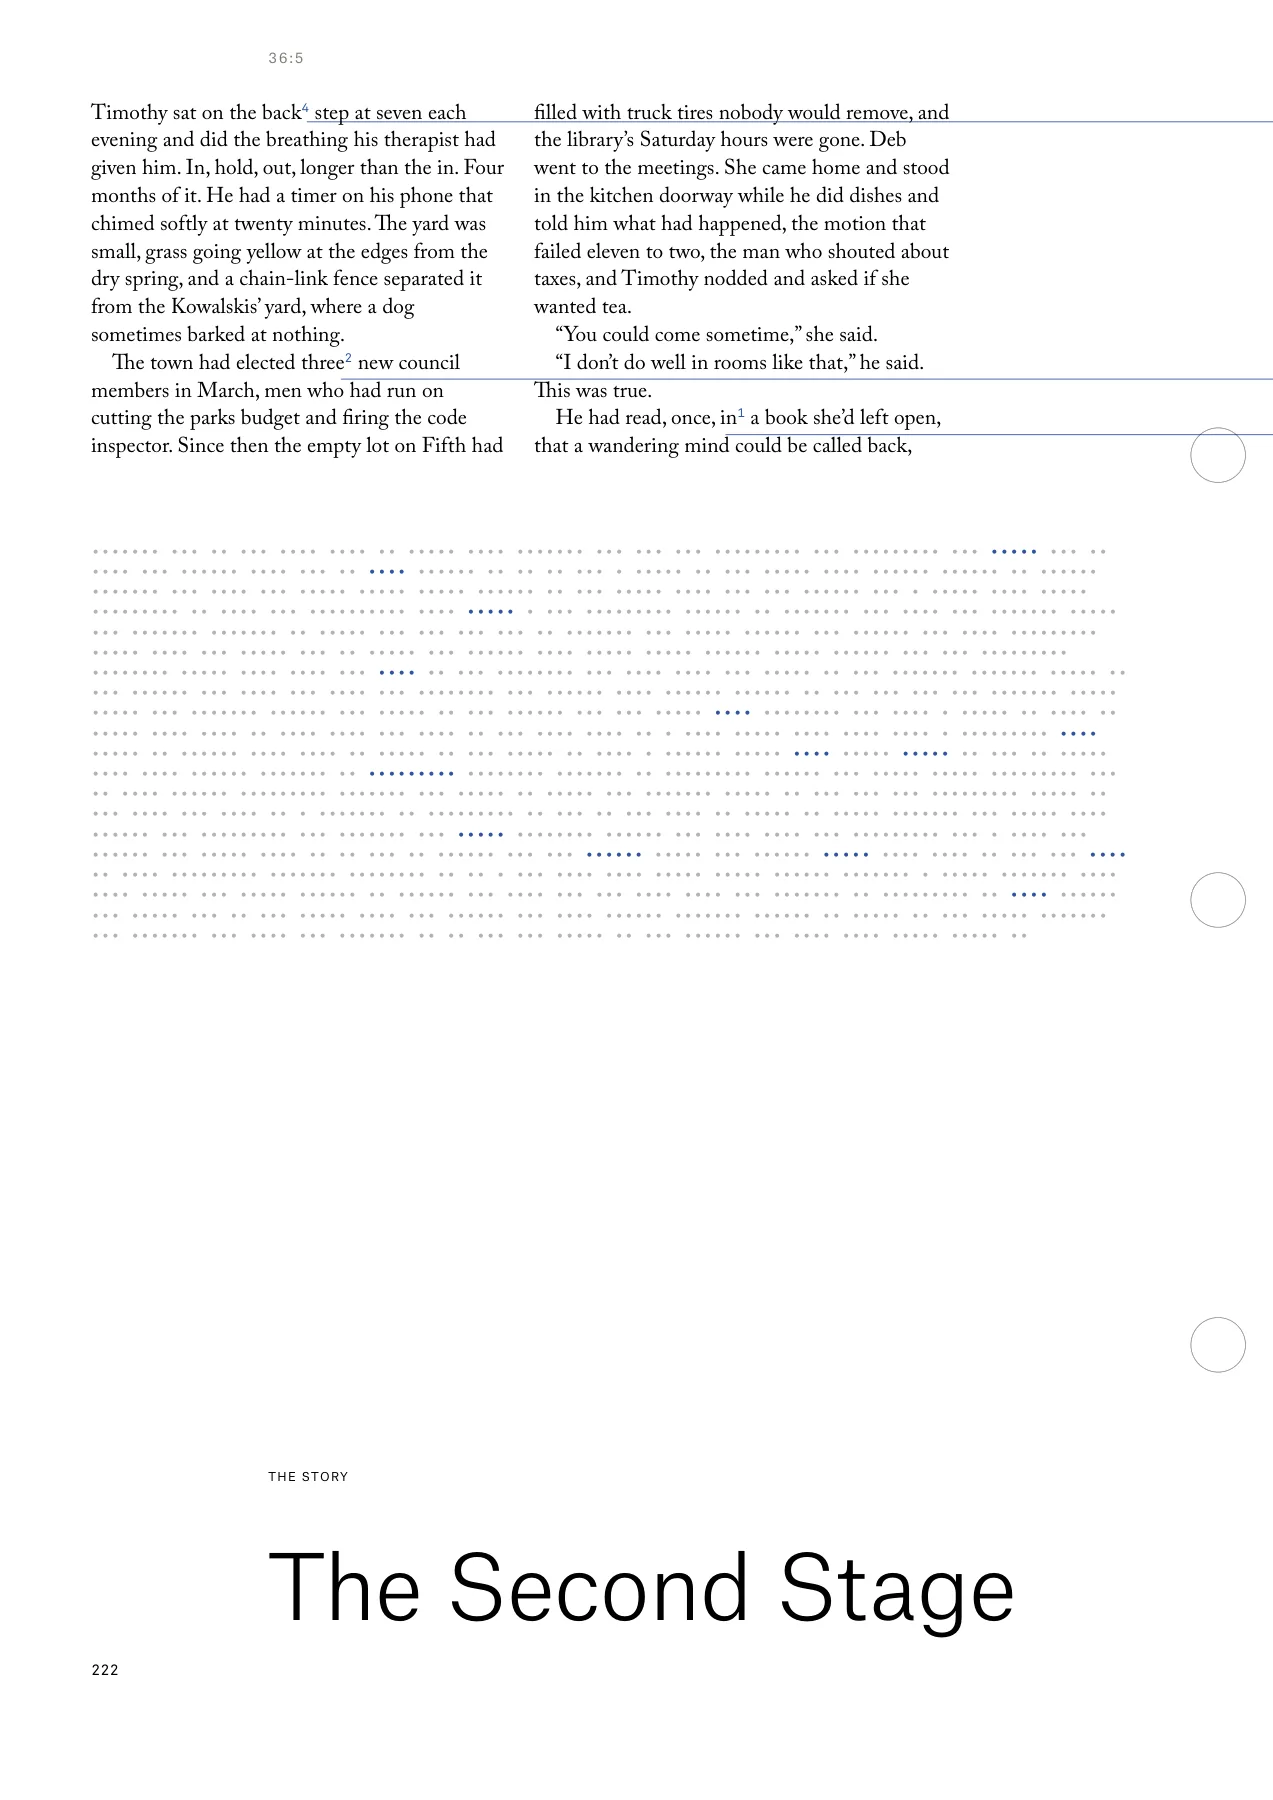 36:5
Timothy sat on the back⁴ step at seven each
evening and did the breathing his therapist had
given him. In, hold, out, longer than the in. Four
months of it. He had a timer on his phone that
chimed softly at twenty minutes. The yard was
small, grass going yellow at the edges from the
dry spring, and a chain-link fence separated it
from the Kowalskis’ yard, where a dog
sometimes barked at nothing.
The town had elected three² new council
members in March, men who had run on
cutting the parks budget and firing the code
inspector. Since then the empty lot on Fifth had
filled with truck tires nobody would remove, and
the library’s Saturday hours were gone. Deb
went to the meetings. She came home and stood
in the kitchen doorway while he did dishes and
told him what had happened, the motion that
failed eleven to two, the man who shouted about
taxes, and Timothy nodded and asked if she
wanted tea.
“You could come sometime,” she said.
“I don’t do well in rooms like that,” he said.
This was true.
He had read, once, in¹ a book she’d left open,
that a wandering mind could be called back,
THE STORY
The Second Stage
222